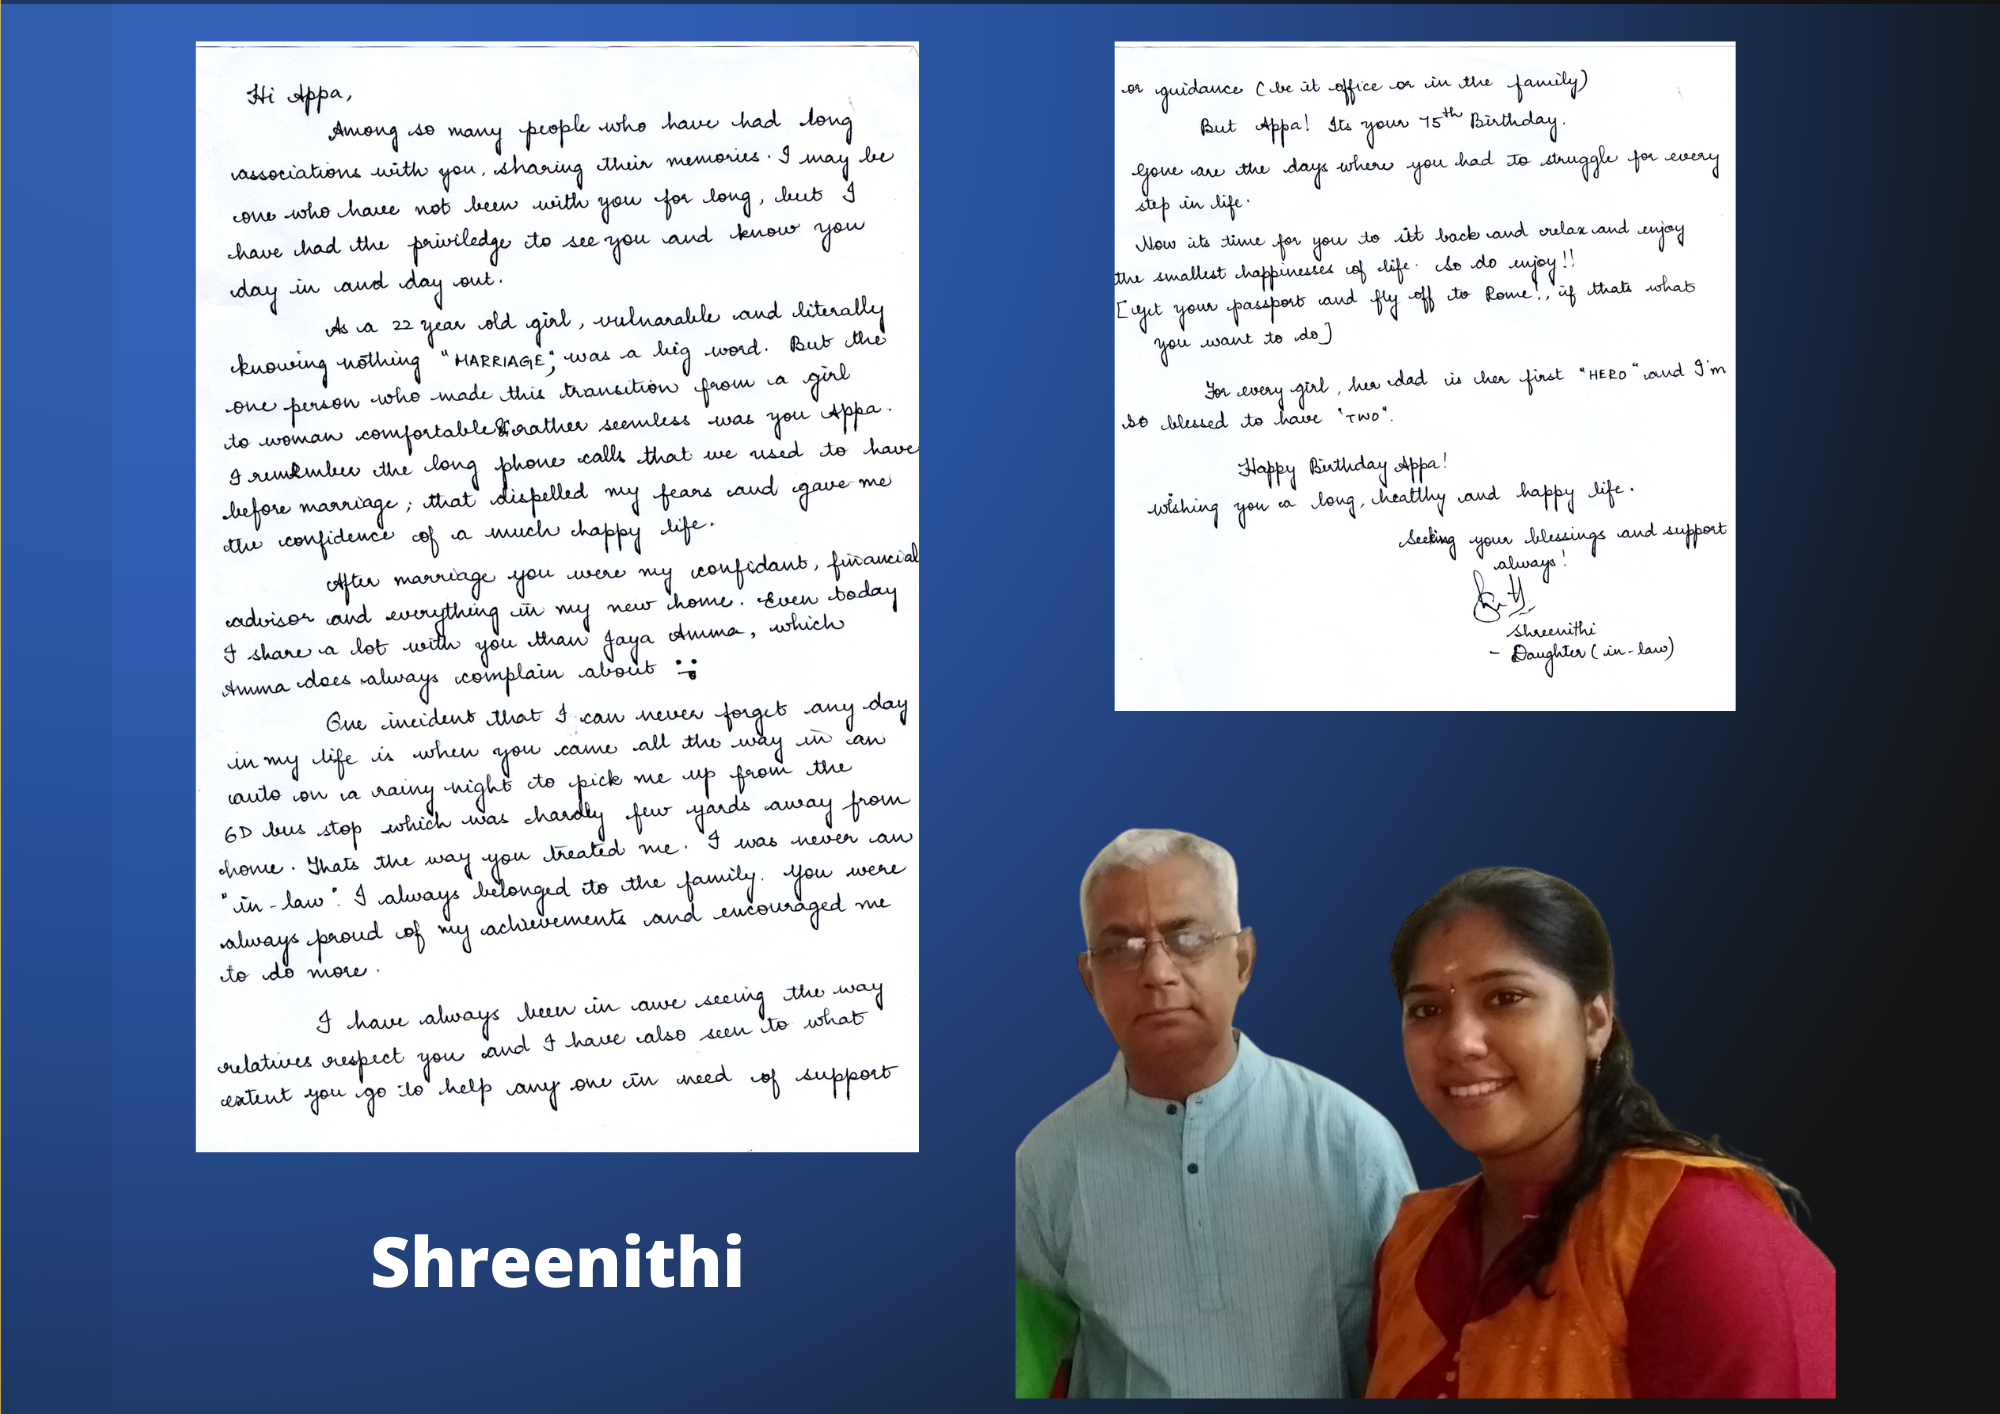 Hi Appa,
Among so many people who have had long
associations with you, sharing their memories. I may be
one who have not been with you for long, but I
have had the priviledge to see you and know you
day in and day out.
As a 22 year old girl, vulnarable and literally
knowing nothing "MARRIAGE", was a big word. But the
one person who made this transition from a girl
to woman comfortable & rather seemless was you Appa.
I remember the long phone calls that we used to have
before marriage; that dispelled my fears and gave me
the confidence of a much happy life.
After marriage you were my confidant, financial
advisor and everything in my new home. Even today
I share a lot with you than Jaya Amma, which
Amma does always complain about
One incident that I can never forget any day
in my life is when you came all the way in an
auto on a rainy night to pick me up from the
6D bus stop which was hardly few yards away from
home. Thats the way you treated me. I was never an
"in-law". I always belonged to the family. You were
always proud of my achievements and encouraged me
to do more.
I have always been in awe seeing the way
relatives respect you and I have also seen to what
extent you go to help any one in need of support
or guidance (be it office or in the family)
But Appa! Its your 75th Birthday.
Gone are the days where you had to struggle for every
step in life.
Now its time for you to sit back and relax and enjoy
the smallest happinesses of life. So do enjoy!!
[Get your passport and fly off to Rome!, if thats what
you want to do]
For every girl, her dad is her first "HERO" and I'm
so blessed to have "TWO".
Happy Birthday Appa!
Wishing you a long, healthy and happy life.
Seeking your blessings and support
always!
Shreenithi
- Daughter (in-law)
Shreenithi